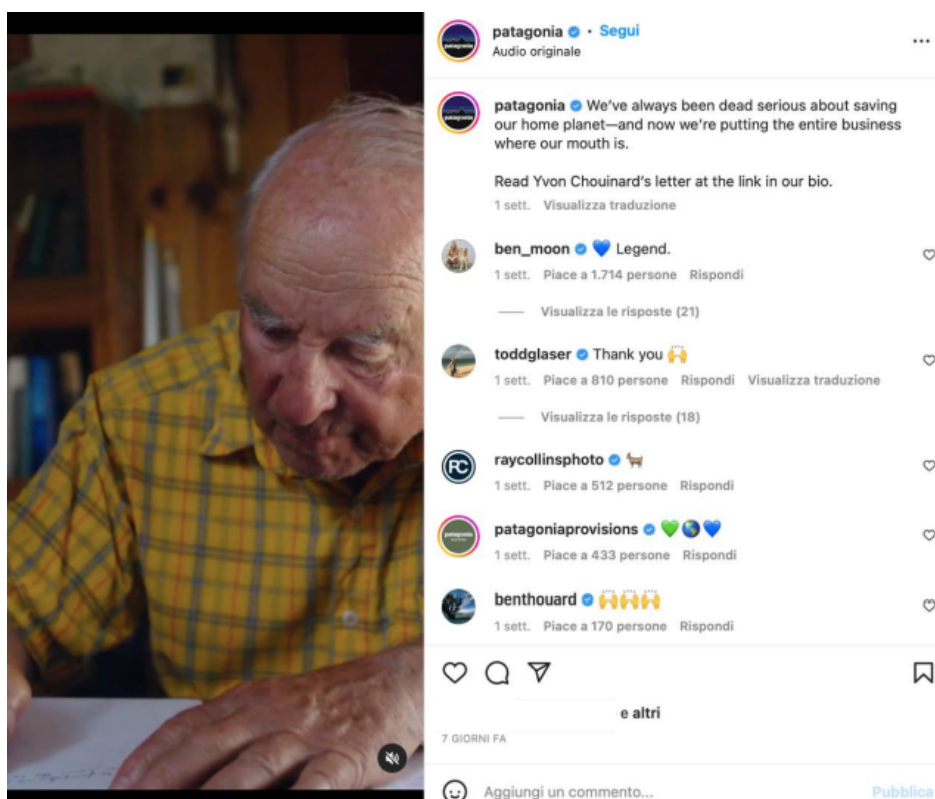 patagonia • Segui
Audio originale
patagonia We've always been dead serious about saving
our home planet—and now we're putting the entire business
where our mouth is.
Read Yvon Chouinard's letter at the link in our bio.
1 sett. Visualizza traduzione
ben_moon 💙 Legend.
1 sett. Piace a 1.714 persone Rispondi
Visualizza le risposte (21)
toddglaser Thank you 🙌
1 sett. Piace a 810 persone Rispondi Visualizza traduzione
Visualizza le risposte (18)
RC
raycollinsphoto 🐐
1 sett. Piace a 512 persone Rispondi
patagoniaprovisions 💚🌎💙
1 sett. Piace a 433 persone Rispondi
benthouard 🙌🙌🙌
1 sett. Piace a 170 persone Rispondi
e altri
7 GIORNI FA
Aggiungi un commento... Pubblica